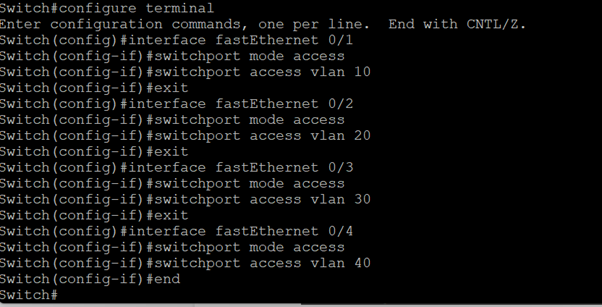 Switch#configure terminal
Enter configuration commands, one per line.  End with CNTL/Z.
Switch(config)#interface fastEthernet 0/1
Switch(config-if)#switchport mode access
Switch(config-if)#switchport access vlan 10
Switch(config-if)#exit
Switch(config)#interface fastEthernet 0/2
Switch(config-if)#switchport mode access
Switch(config-if)#switchport access vlan 20
Switch(config-if)#exit
Switch(config)#interface fastEthernet 0/3
Switch(config-if)#switchport mode access
Switch(config-if)#switchport access vlan 30
Switch(config-if)#exit
Switch(config)#interface fastEthernet 0/4
Switch(config-if)#switchport mode access
Switch(config-if)#switchport access vlan 40
Switch(config-if)#end
Switch#